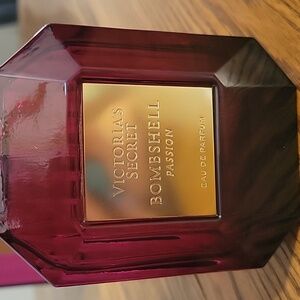 VICTORIA'S
SECRET
BOMBSHELL
PASSION
EAU DE PARFUM